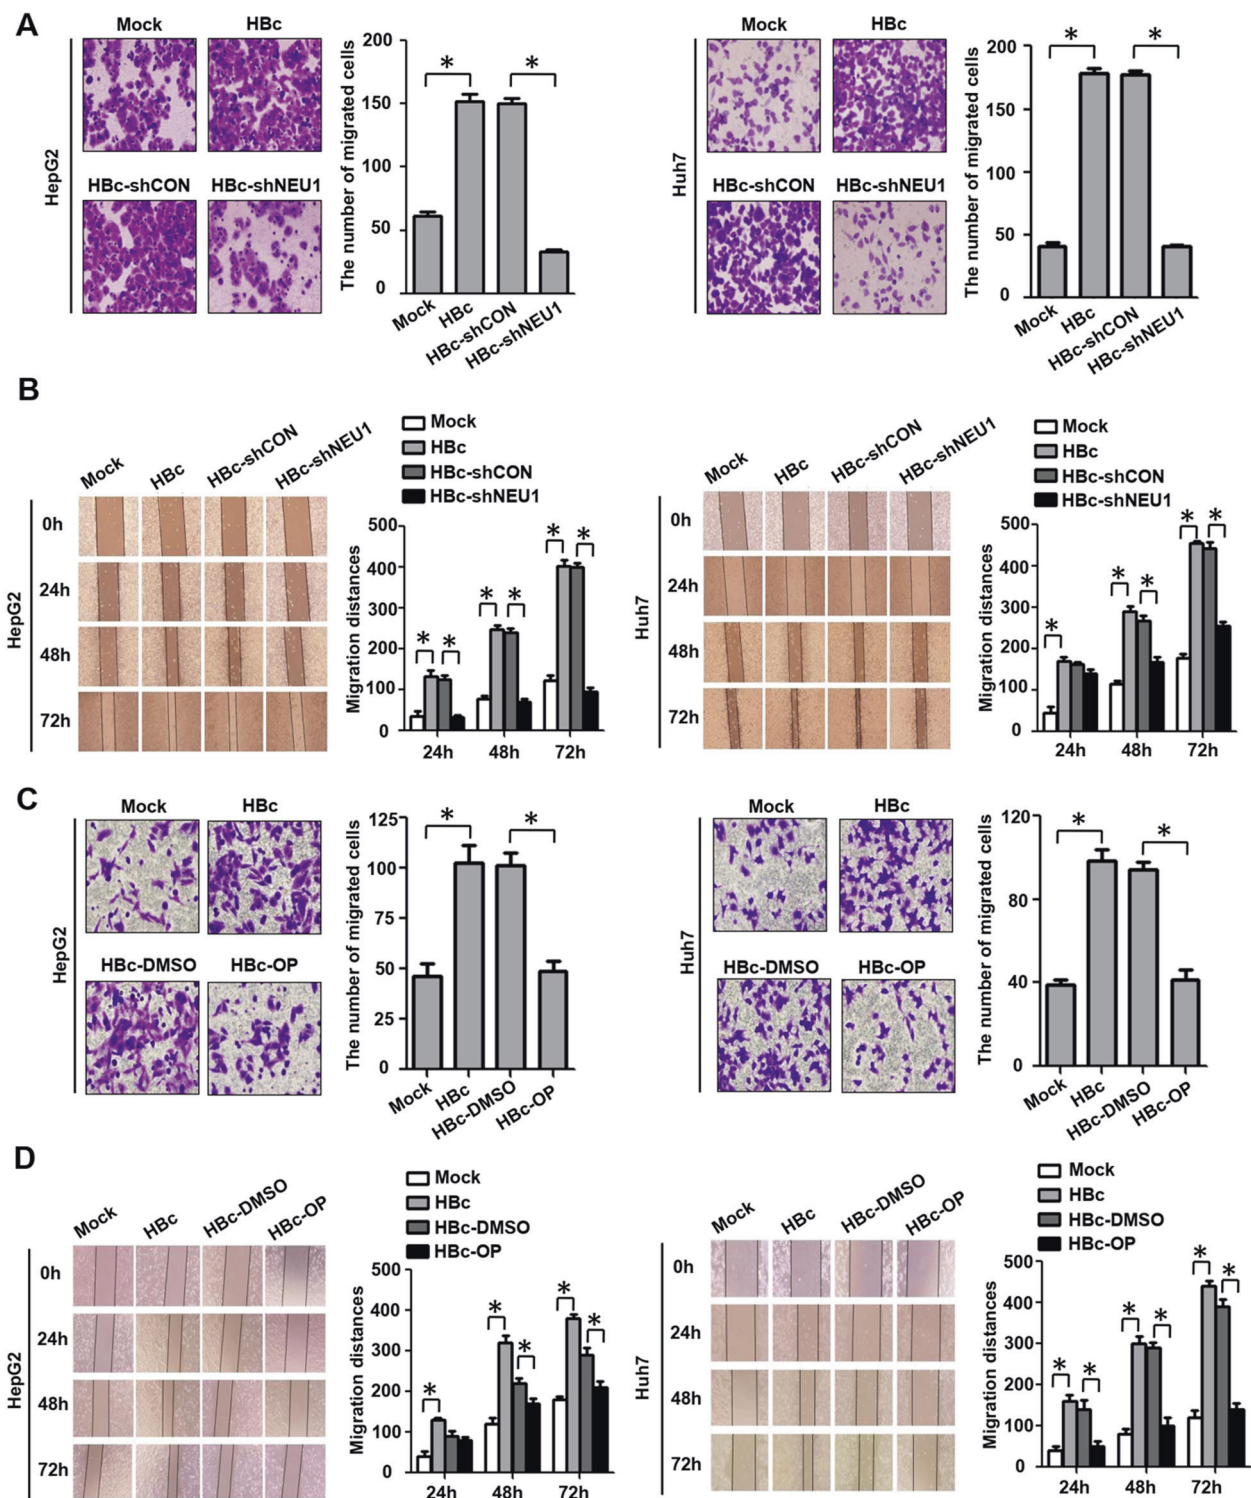 A
Mock HBc
HepG2
HBc-shCON HBc-shNEU1
The number of migrated cells
200
150
100
50
0
* *
Mock
HBc
HBc-shCON
HBc-shNEU1
Mock HBc
Huh7
HBc-shCON HBc-shNEU1
The number of migrated cells
200
150
100
50
0
* *
Mock
HBc
HBc-shCON
HBc-shNEU1
B
Mock HBc HBc-shCON HBc-shNEU1
HepG2
0h
24h
48h
72h
Mock
HBc
HBc-shCON
HBc-shNEU1
Migration distances
500
400
300
200
100
0
* * * * * *
24h 48h 72h
Mock HBc HBc-shCON HBc-shNEU1
Huh7
0h
24h
48h
72h
Mock
HBc
HBc-shCON
HBc-shNEU1
Migration distances
500
400
300
200
100
0
* * * * *
24h 48h 72h
C
Mock HBc
HepG2
HBc-DMSO HBc-OP
The number of migrated cells
125
100
75
50
25
0
* *
Mock
HBc
HBc-DMSO
HBc-OP
Mock HBc
Huh7
HBc-DMSO HBc-OP
The number of migrated cells
120
80
40
0
* *
Mock
HBc
HBc-DMSO
HBc-OP
D
Mock HBc HBc-DMSO HBc-OP
HepG2
0h
24h
48h
72h
Mock
HBc
HBc-DMSO
HBc-OP
Migration distances
500
400
300
200
100
0
* * * * *
24h 48h 72h
Mock HBc HBc-DMSO HBc-OP
Huh7
0h
24h
48h
72h
Mock
HBc
HBc-DMSO
HBc-OP
Migration distances
500
400
300
200
100
0
* * * * * *
24h 48h 72h